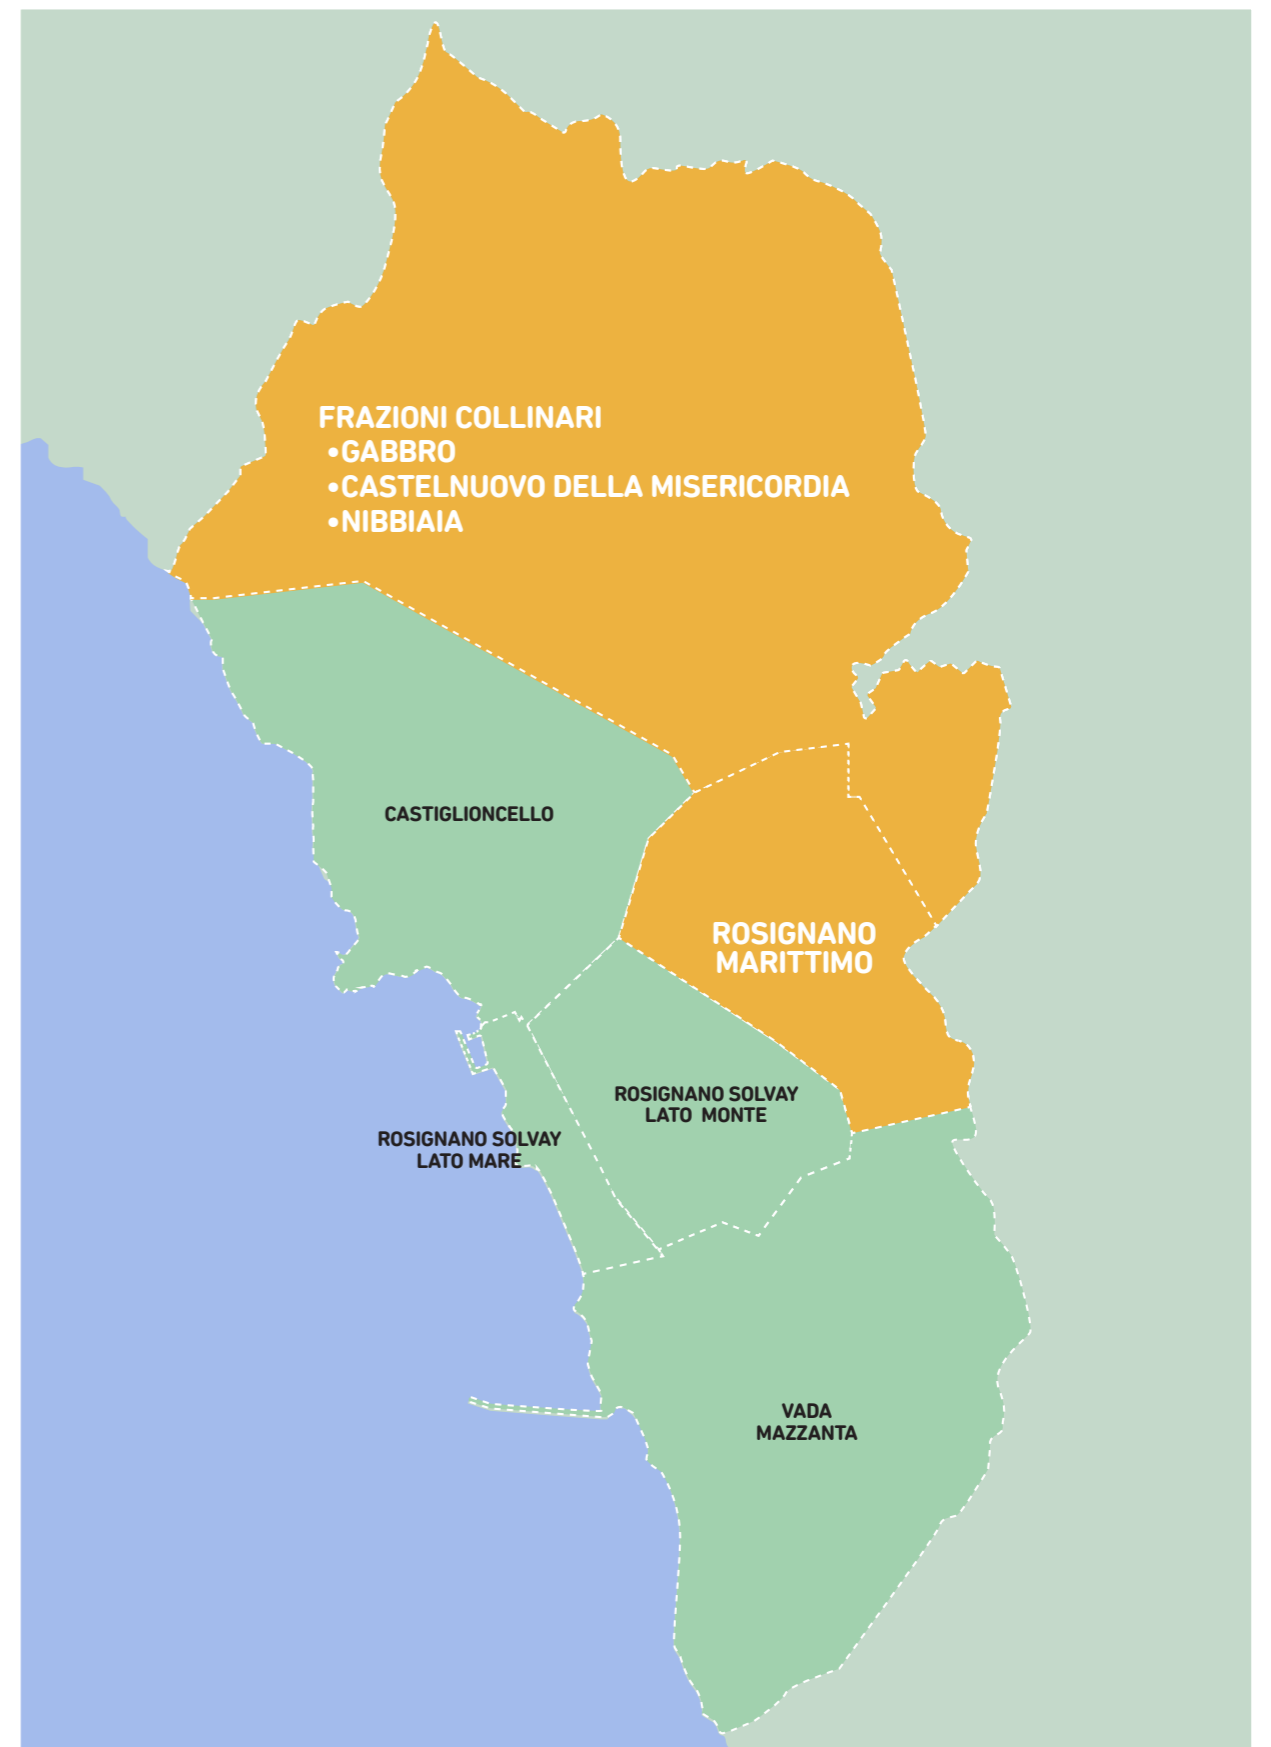 FRAZIONI COLLINARI
•GABBRO
•CASTELNUOVO DELLA MISERICORDIA
•NIBBIAIA
CASTIGLIONCELLO
ROSIGNANO
MARITTIMO
ROSIGNANO SOLVAY
LATO MONTE
ROSIGNANO SOLVAY
LATO MARE
VADA
MAZZANTA